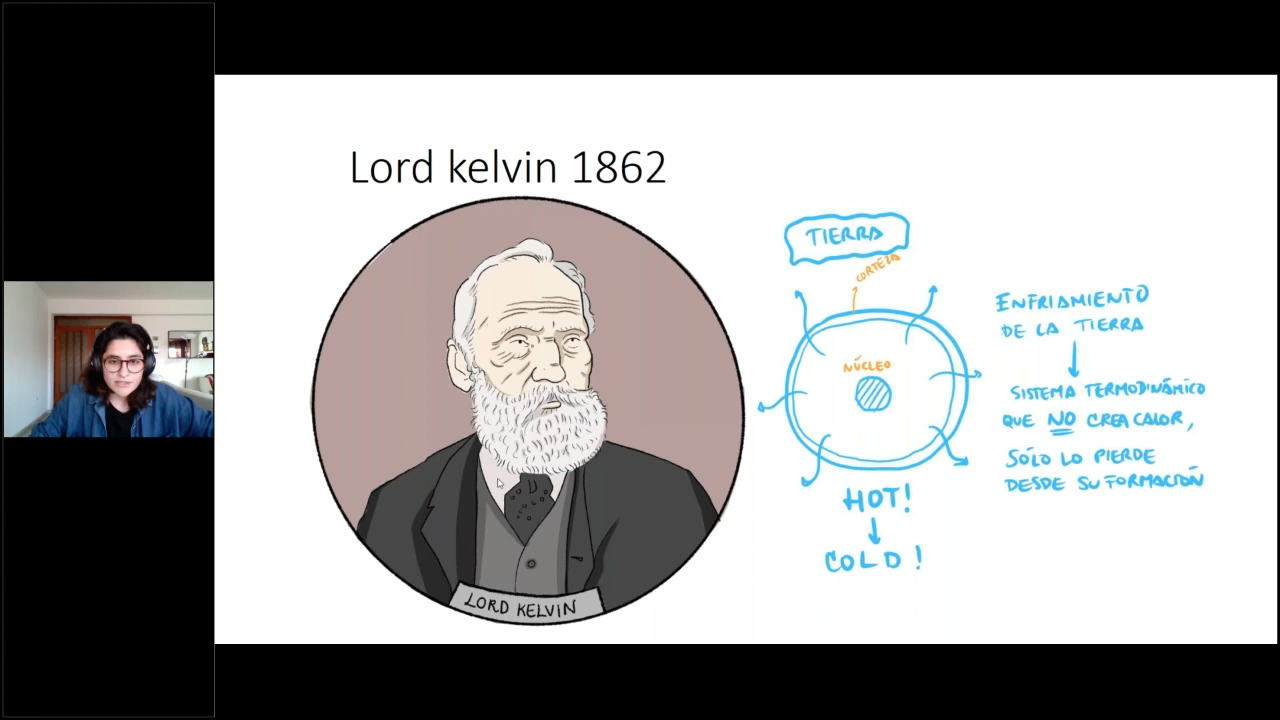 Lord kelvin 1862
LORD KELVIN
TIERRA
CORTEZA
NÚCLEO
HOT!
COLD!
ENFRIAMIENTO
DE LA TIERRA
SISTEMA TERMODINÁMICO
QUE NO CREA CALOR,
SÓLO LO PIERDE
DESDE SU FORMACIÓN